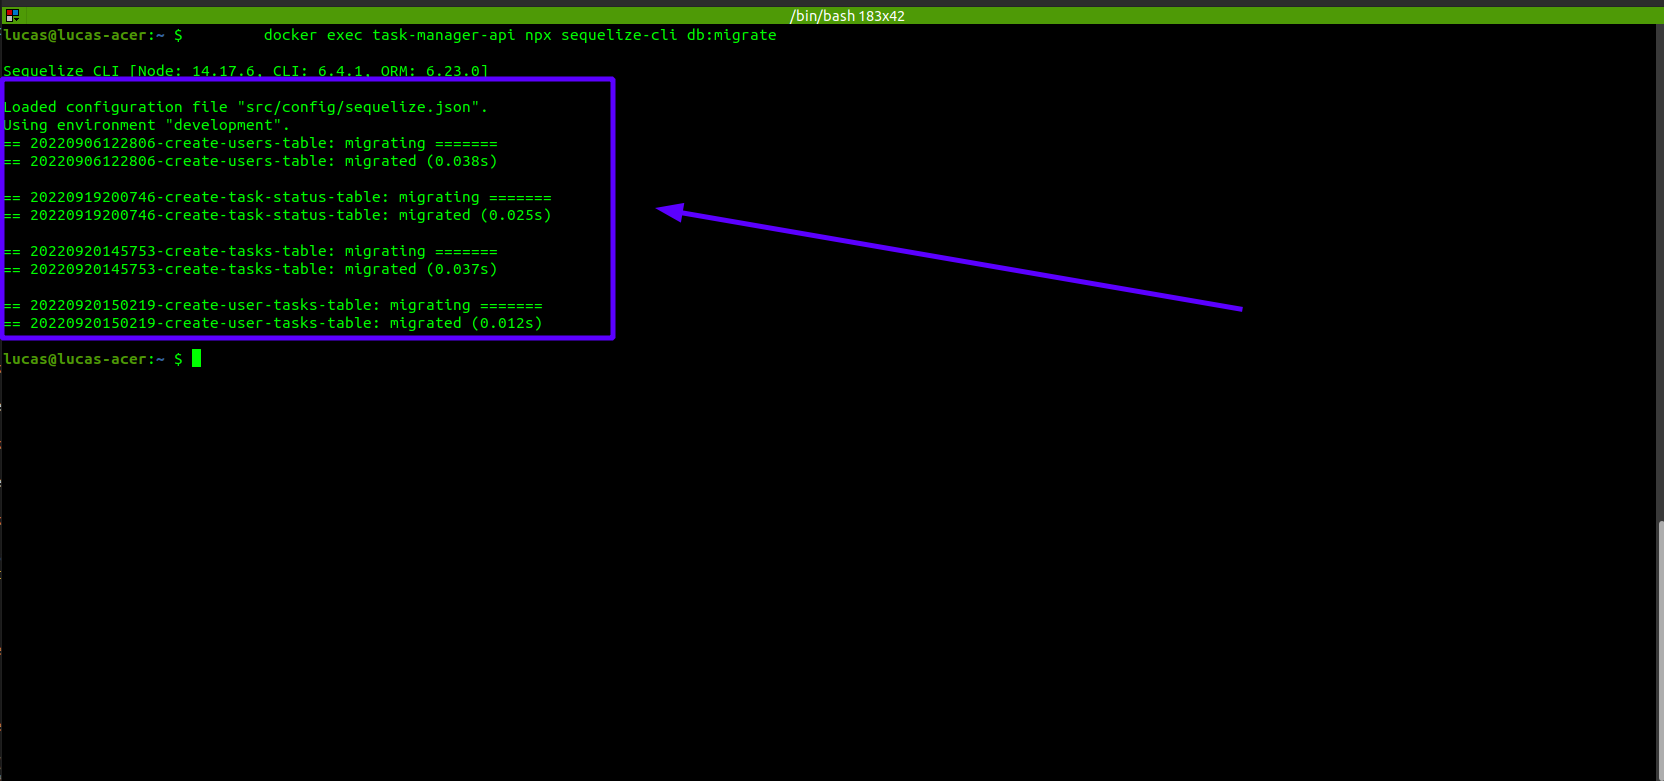 /bin/bash 183x42
lucas@lucas-acer:~ $ docker exec task-manager-api npx sequelize-cli db:migrate
Sequelize CLI [Node: 14.17.6, CLI: 6.4.1, ORM: 6.23.0]
Loaded configuration file "src/config/sequelize.json".
Using environment "development".
== 20220906122806-create-users-table: migrating =======
== 20220906122806-create-users-table: migrated (0.038s)
== 20220919200746-create-task-status-table: migrating =======
== 20220919200746-create-task-status-table: migrated (0.025s)
== 20220920145753-create-tasks-table: migrating =======
== 20220920145753-create-tasks-table: migrated (0.037s)
== 20220920150219-create-user-tasks-table: migrating =======
== 20220920150219-create-user-tasks-table: migrated (0.012s)
lucas@lucas-acer:~ $